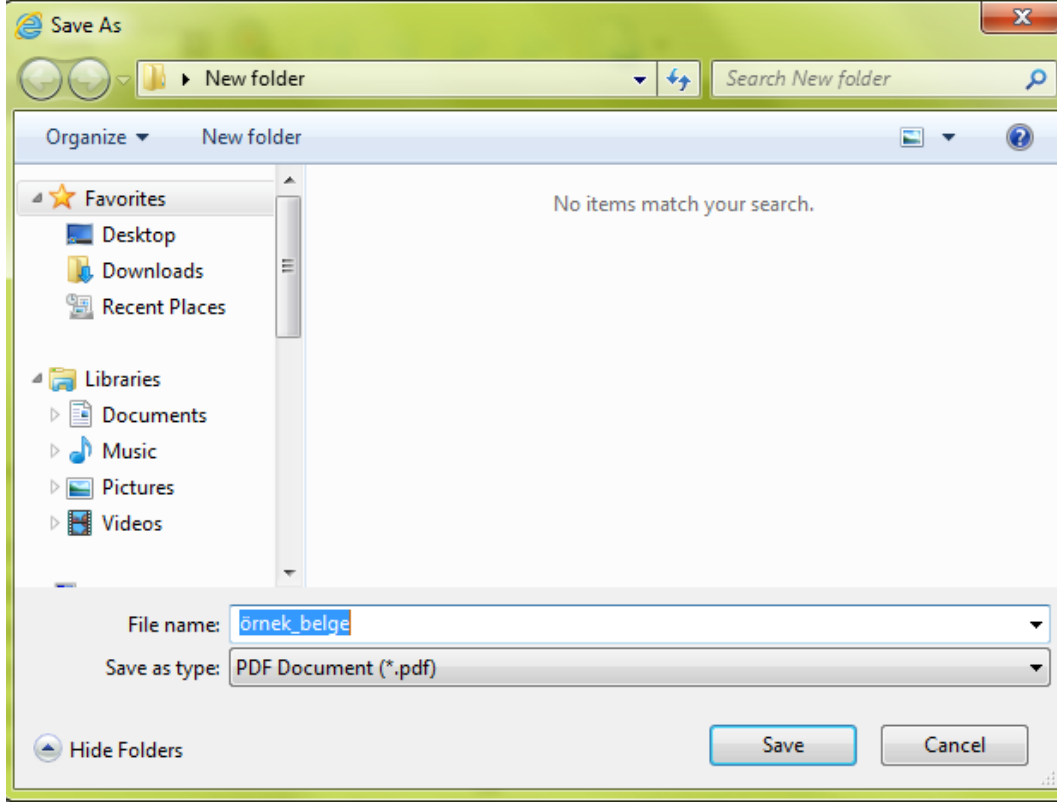 Save As
New folder
Search New folder
Organize
New folder
Favorites
Desktop
Downloads
Recent Places
Libraries
Documents
Music
Pictures
Videos
No items match your search.
File name: örnek_belge
Save as type: PDF Document (*.pdf)
Hide Folders
Save
Cancel